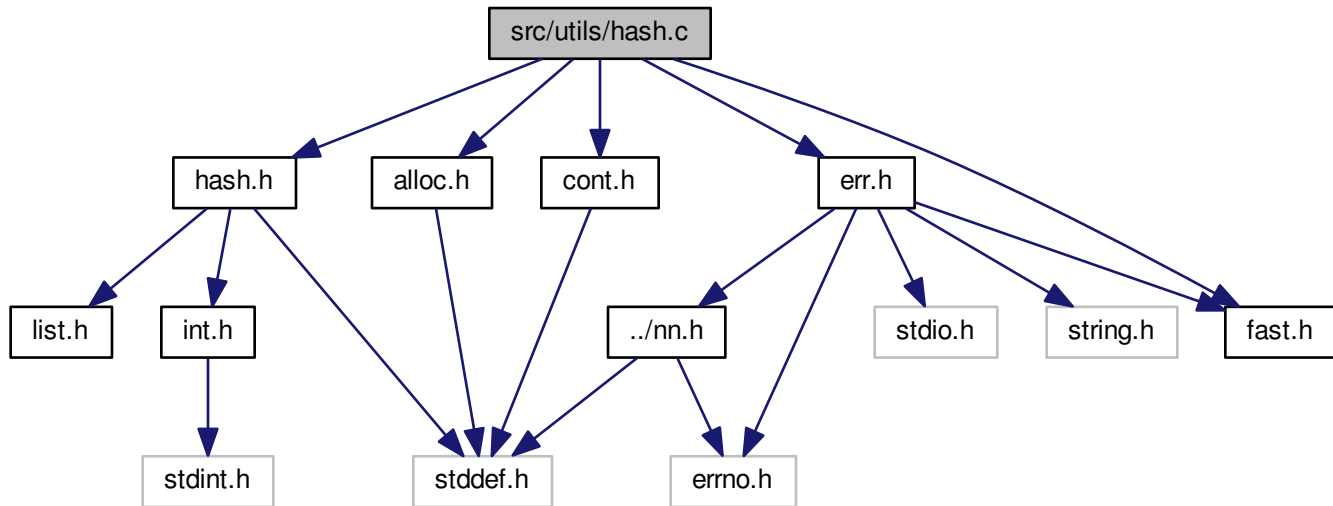 src/utils/hash.c
hash.h
alloc.h
cont.h
err.h
list.h
int.h
../nn.h
stdio.h
string.h
fast.h
stdint.h
stddef.h
errno.h